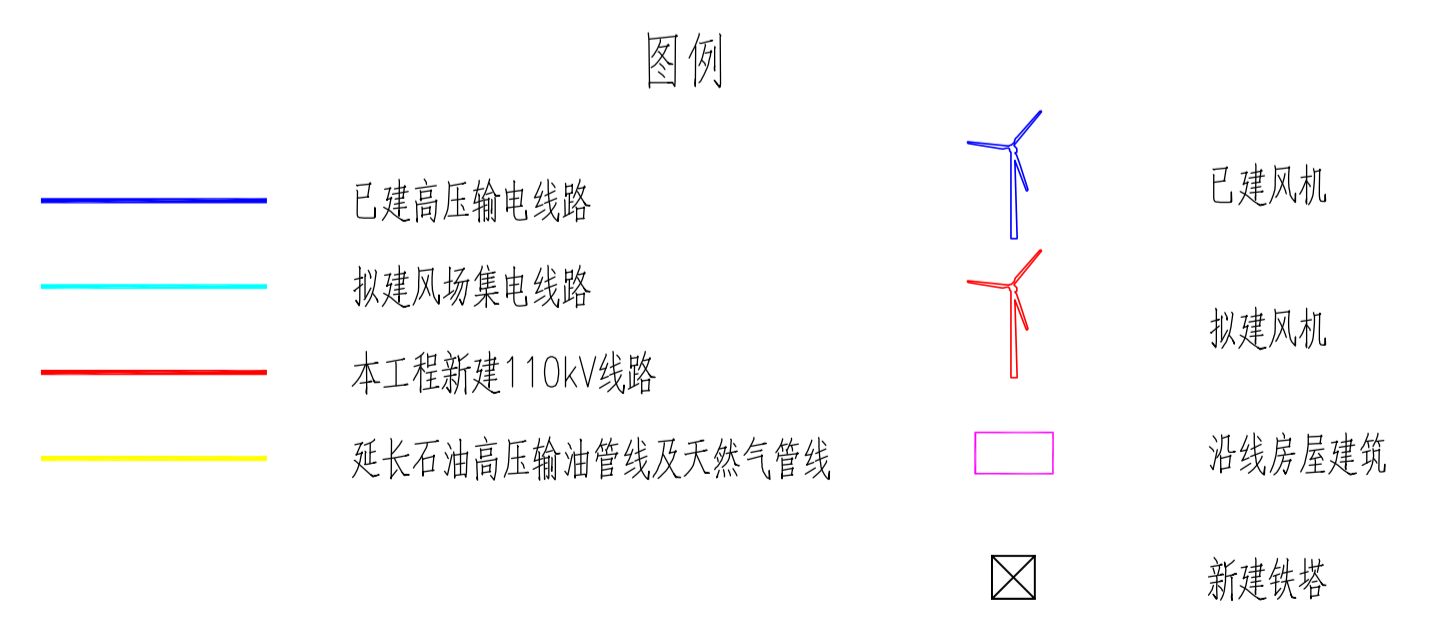 图例
已建高压输电线路
拟建风场集电线路
本工程新建110kV线路
延长石油高压输油管线及天然气管线
已建风机
拟建风机
沿线房屋建筑
新建铁塔